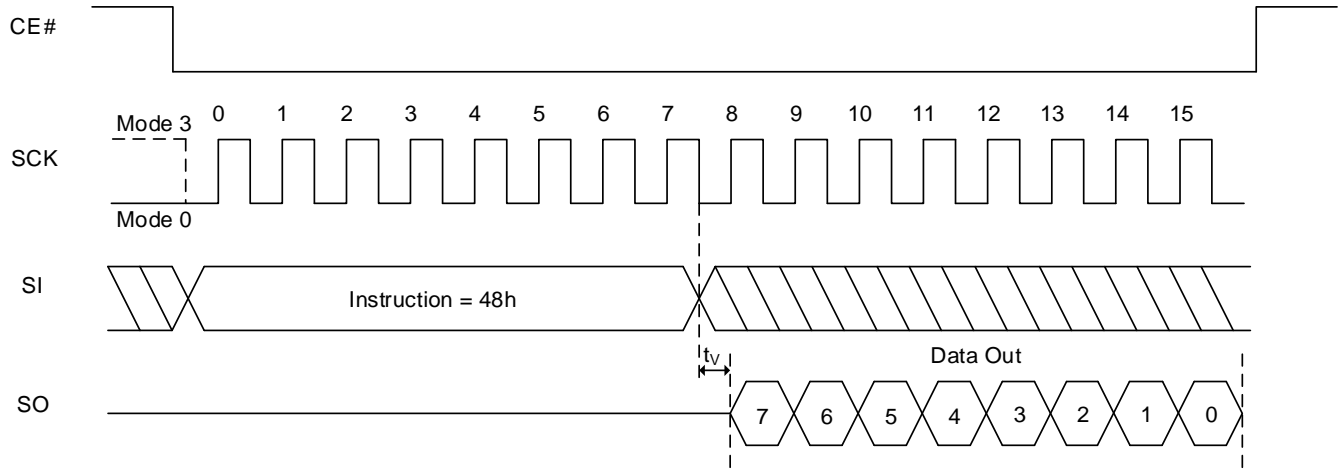 CE#
Mode 3 0 1 2 3 4 5 6 7 8 9 10 11 12 13 14 15
SCK
Mode 0
SI
Instruction = 48h
tV
Data Out
SO
7 6 5 4 3 2 1 0